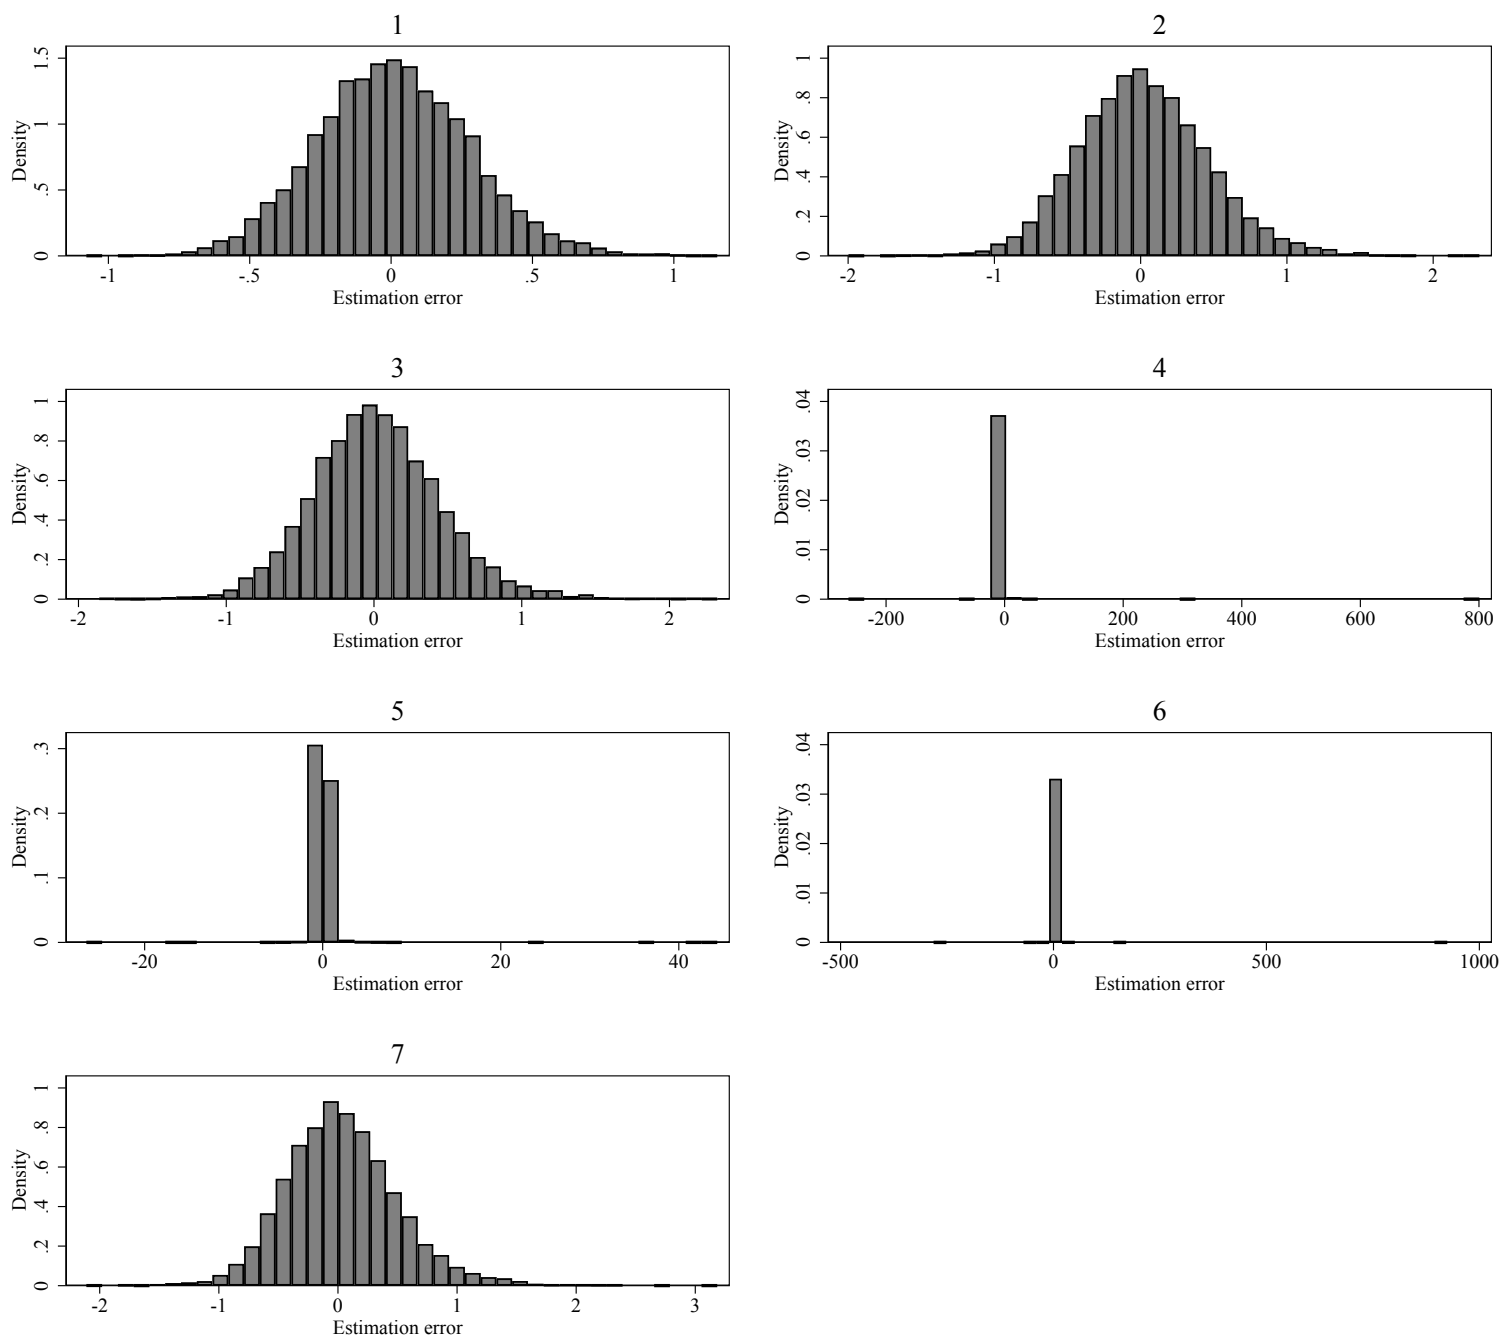 1
Density
0 .5 1 1.5
-1 -.5 0 .5 1
Estimation error
2
Density
0 .2 .4 .6 .8 1
-2 -1 0 1 2
Estimation error
3
Density
0 .2 .4 .6 .8 1
-2 -1 0 1 2
Estimation error
4
Density
0 .01 .02 .03 .04
-200 0 200 400 600 800
Estimation error
5
Density
0 .1 .2 .3
-20 0 20 40
Estimation error
6
Density
0 .01 .02 .03 .04
-500 0 500 1000
Estimation error
7
Density
0 .2 .4 .6 .8 1
-2 -1 0 1 2 3
Estimation error